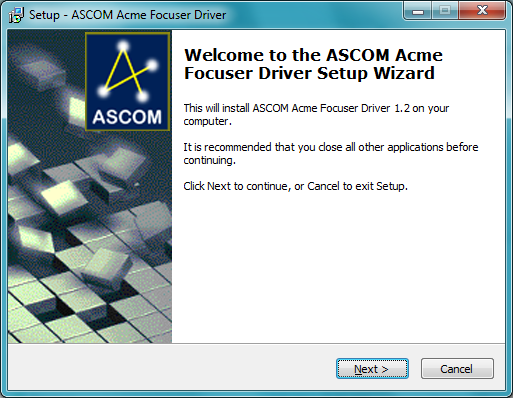 Setup - ASCOM Acme Focuser Driver
ASCOM
Welcome to the ASCOM Acme
Focuser Driver Setup Wizard
This will install ASCOM Acme Focuser Driver 1.2 on your
computer.
It is recommended that you close all other applications before
continuing.
Click Next to continue, or Cancel to exit Setup.
Next >
Cancel